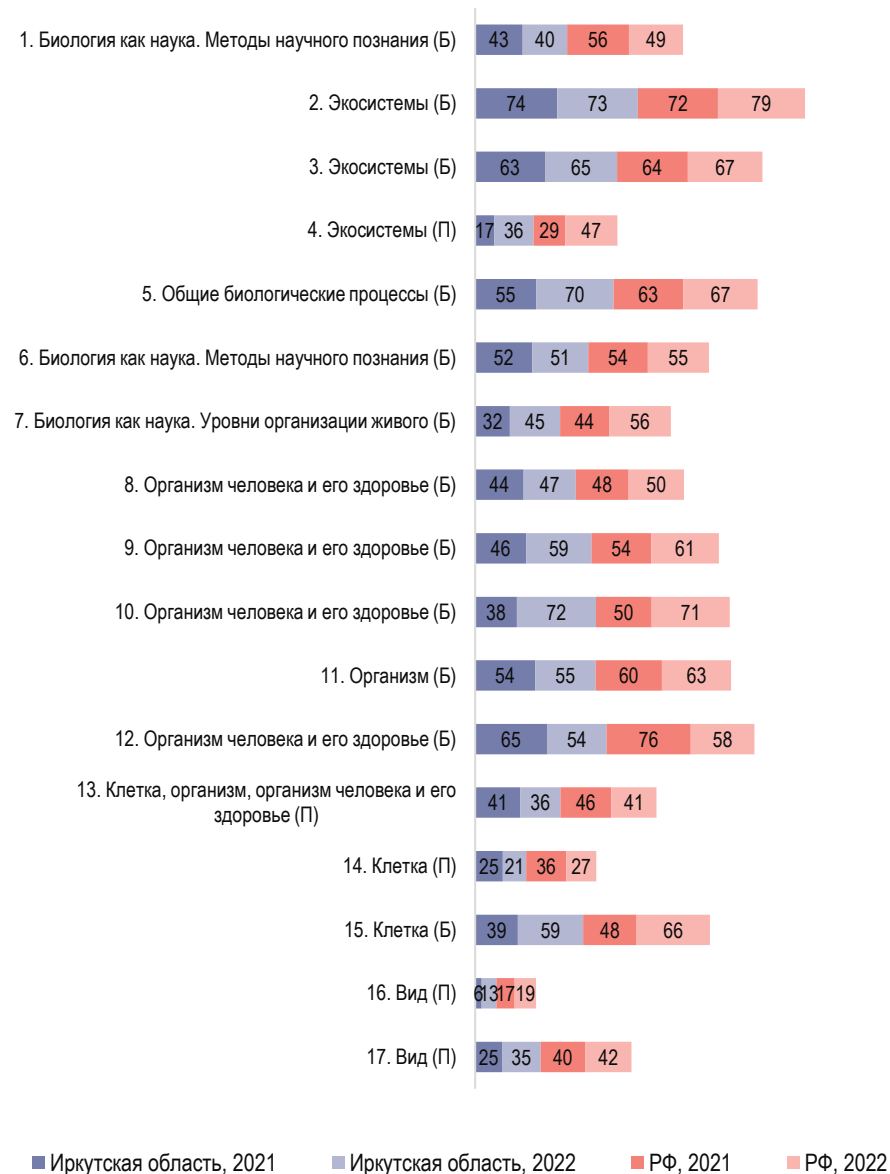 1. Биология как наука. Методы научного познания (Б) 43 40 56 49
2. Экосистемы (Б) 74 73 72 79
3. Экосистемы (Б) 63 65 64 67
4. Экосистемы (П) 17 36 29 47
5. Общие биологические процессы (Б) 55 70 63 67
6. Биология как наука. Методы научного познания (Б) 52 51 54 55
7. Биология как наука. Уровни организации живого (Б) 32 45 44 56
8. Организм человека и его здоровье (Б) 44 47 48 50
9. Организм человека и его здоровье (Б) 46 59 54 61
10. Организм человека и его здоровье (Б) 38 72 50 71
11. Организм (Б) 54 55 60 63
12. Организм человека и его здоровье (Б) 65 54 76 58
13. Клетка, организм, организм человека и его
здоровье (П) 41 36 46 41
14. Клетка (П) 25 21 36 27
15. Клетка (Б) 39 59 48 66
16. Вид (П) 6 13 17 19
17. Вид (П) 25 35 40 42
Иркутская область, 2021 Иркутская область, 2022 РФ, 2021 РФ, 2022